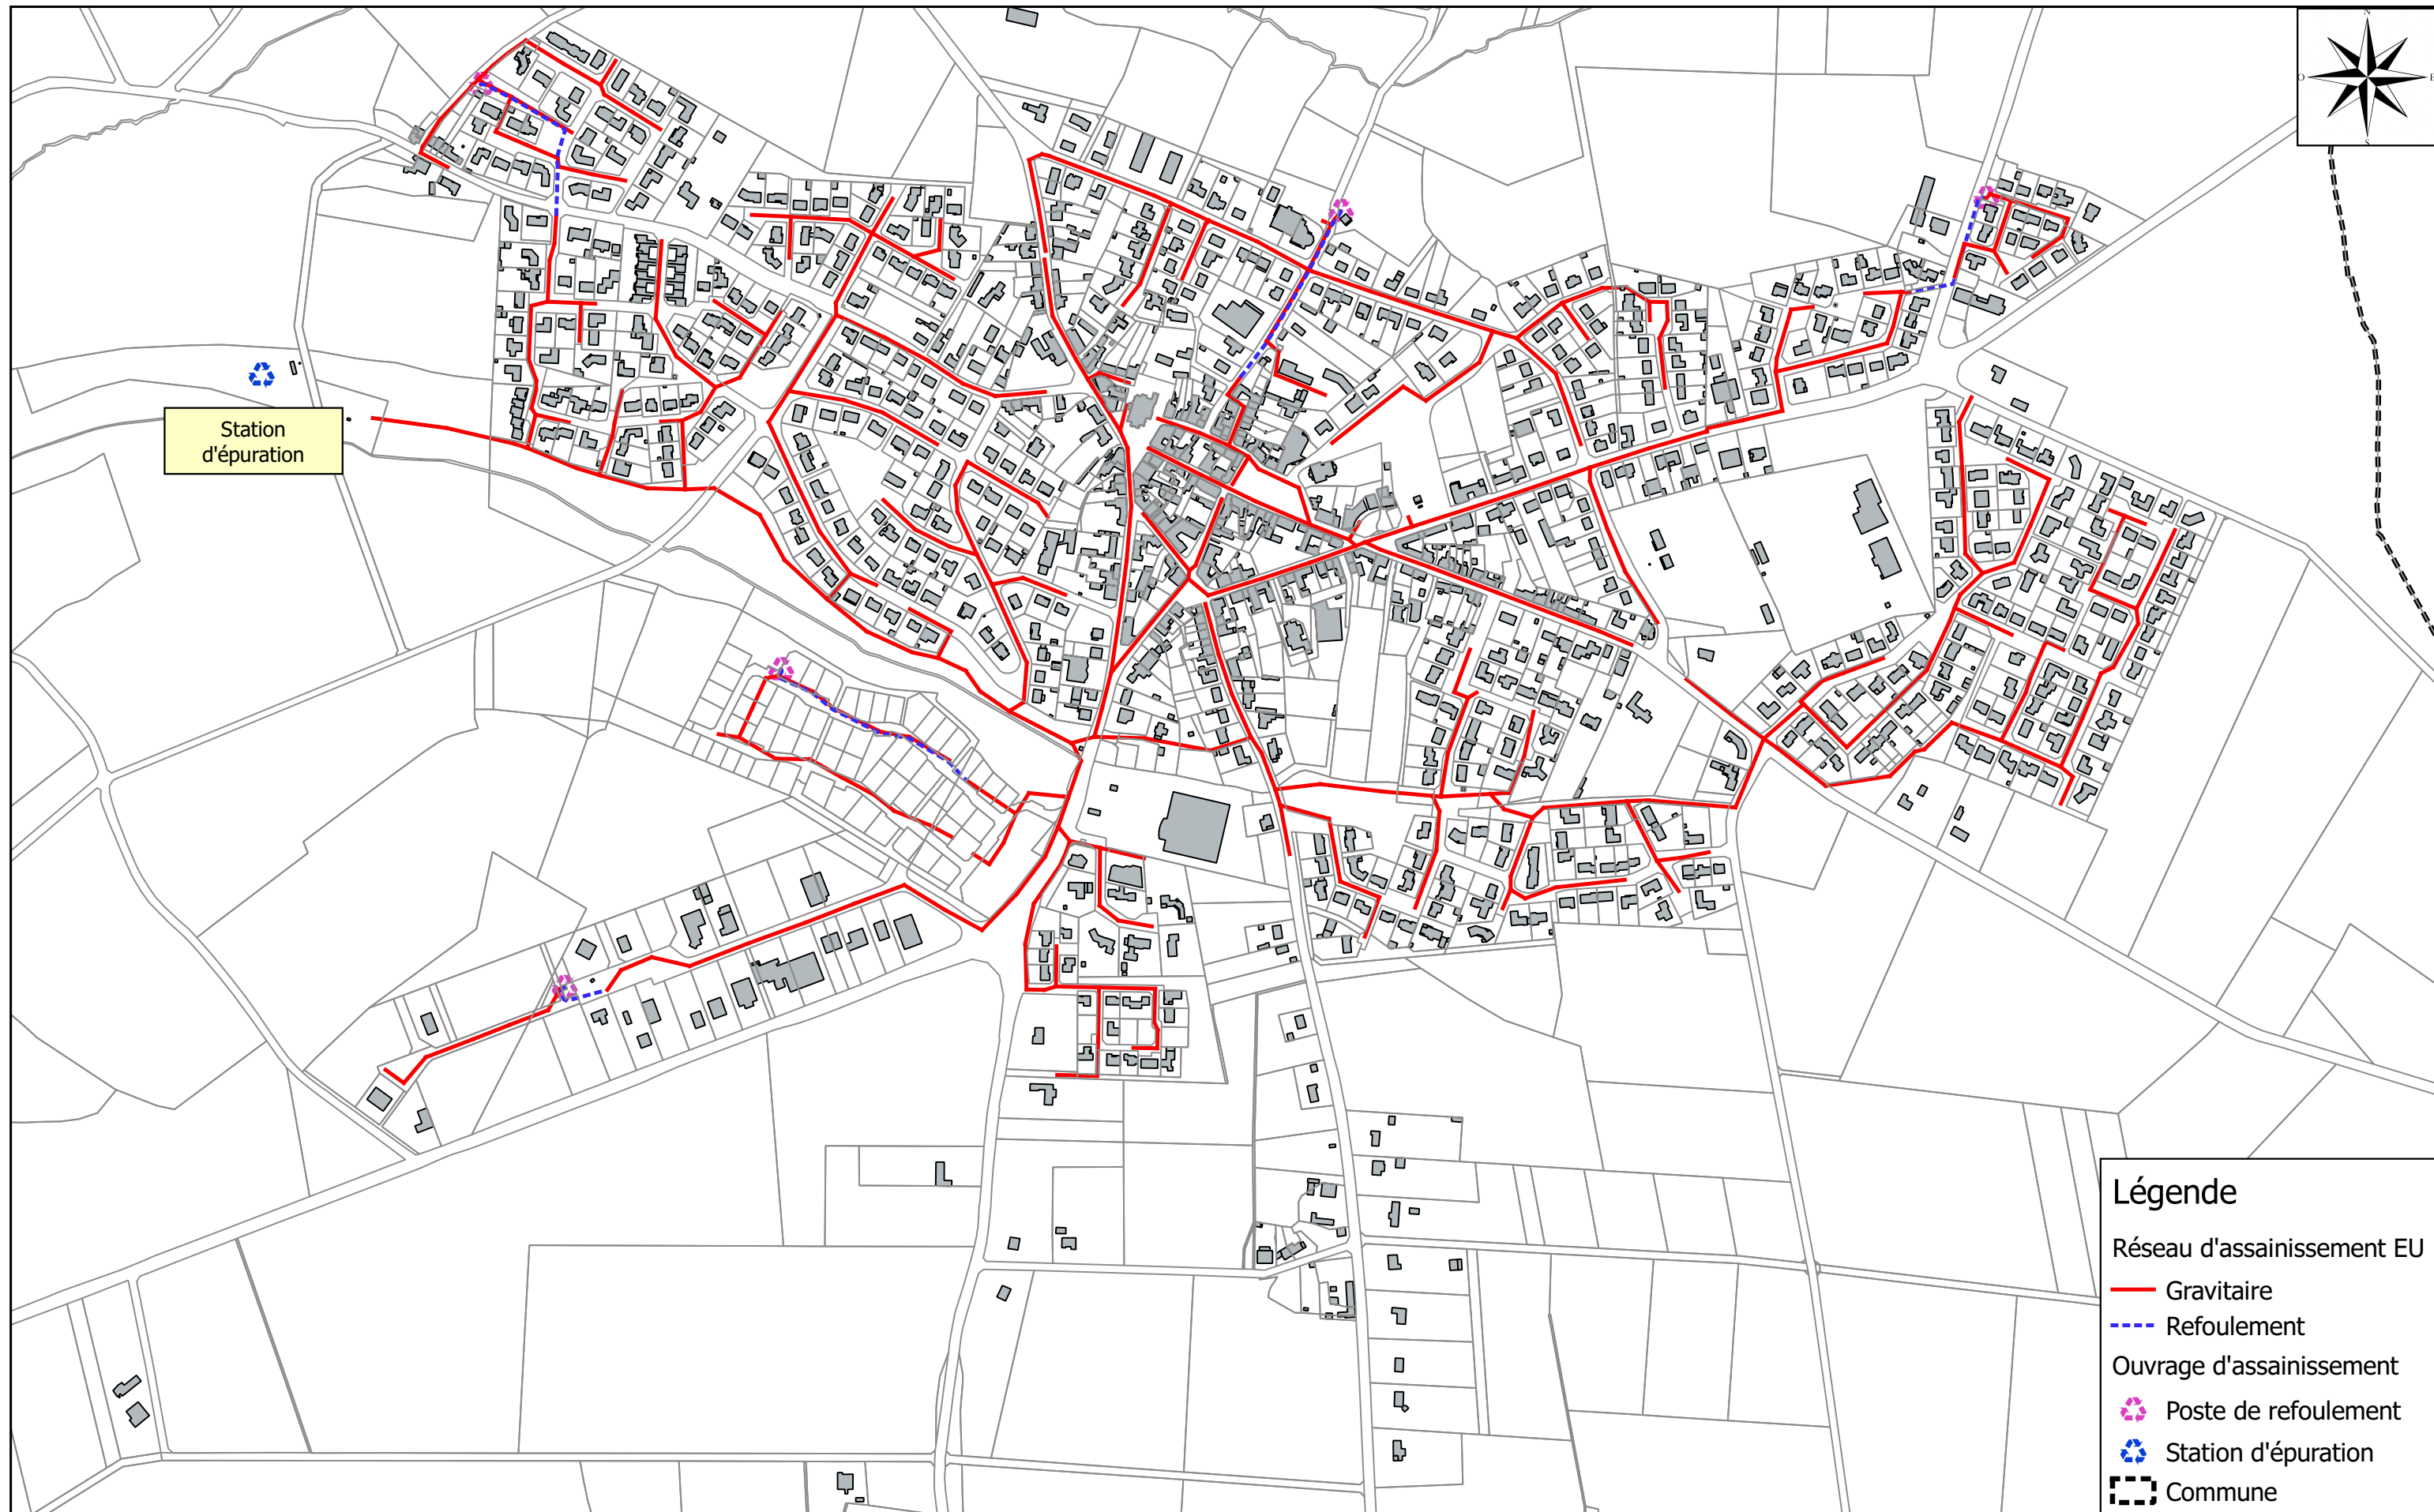 N
O
E
S
Station
d'épuration
Légende
Réseau d'assainissement EU
Gravitaire
Refoulement
Ouvrage d'assainissement
Poste de refoulement
Station d'épuration
Commune